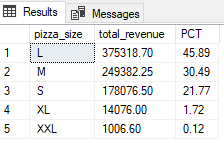 Results Messages
pizza_size total_revenue PCT
1 L 375318.70 45.89
2 M 249382.25 30.49
3 S 178076.50 21.77
4 XL 14076.00 1.72
5 XXL 1006.60 0.12